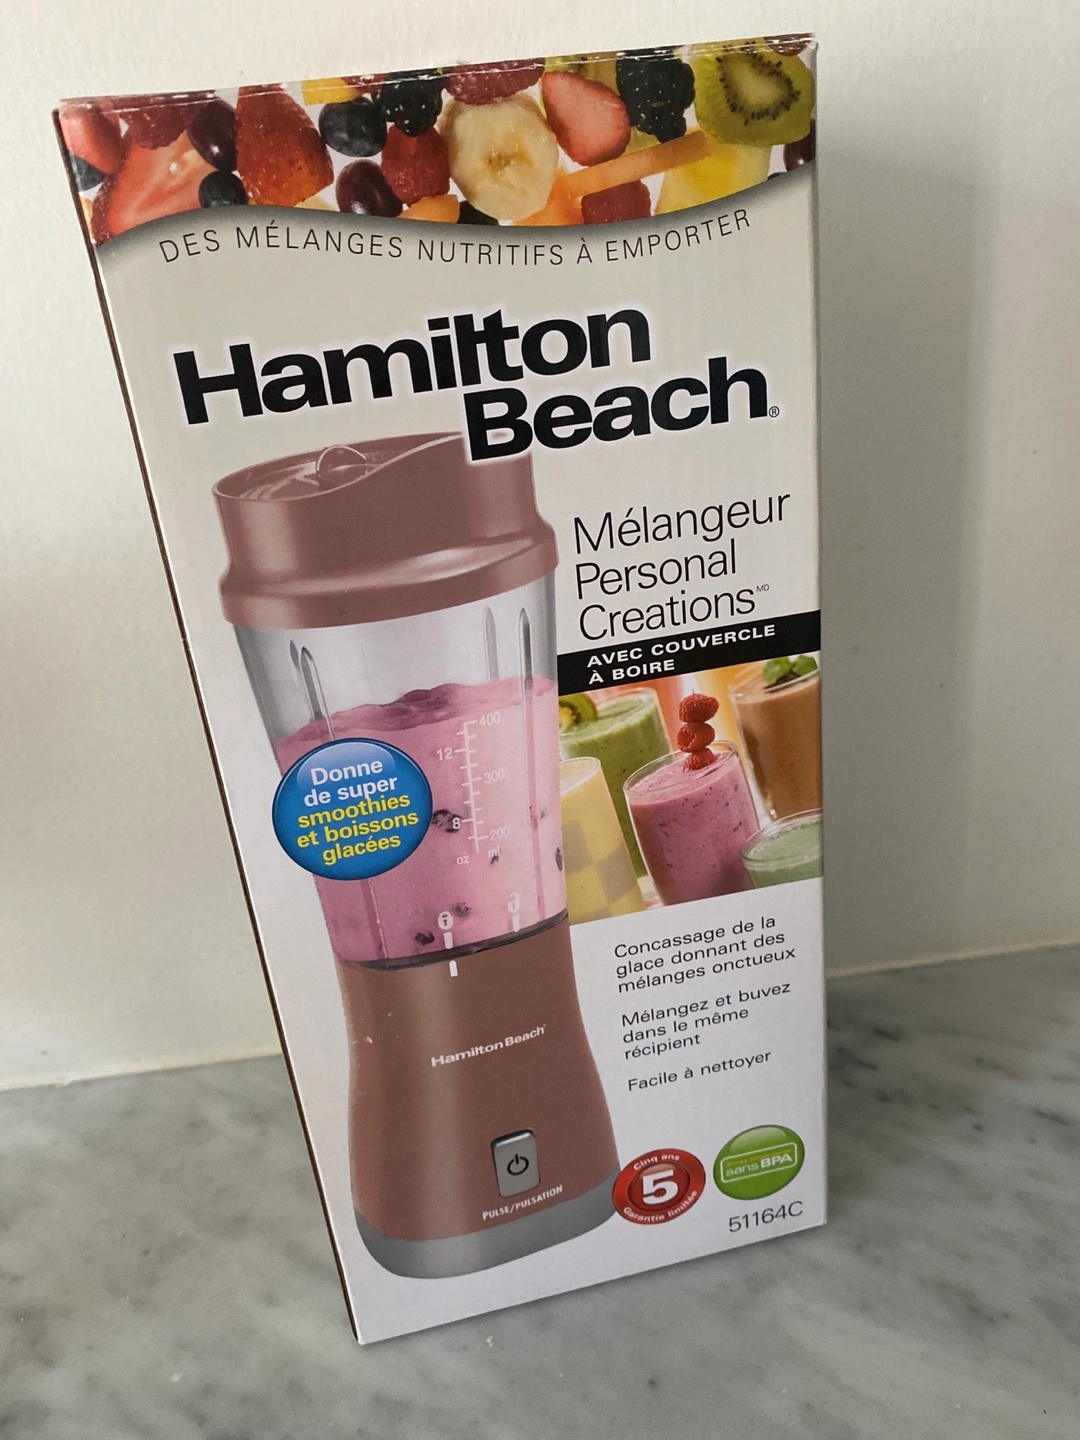 DES MÉLANGES NUTRITIFS À EMPORTER
Hamilton
Beach®
Mélangeur
Personal
Creations MD
AVEC COUVERCLE
À BOIRE
Donne
de super
smoothies
et boissons
glacées
400
12
300
8
200
oz ml
Concassage de la
glace donnant des
mélanges onctueux
Mélangez et buvez
dans le même
récipient
Facile à nettoyer
Hamilton Beach
PULSE/PULSATION
Cinq ans
5
Garantie limitée
sans BPA
51164C